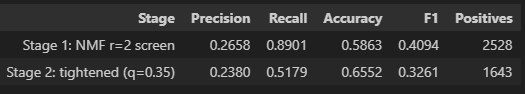 Stage Precision Recall Accuracy F1 Positives
Stage 1: NMF r=2 screen 0.2658 0.8901 0.5863 0.4094 2528
Stage 2: tightened (q=0.35) 0.2380 0.5179 0.6552 0.3261 1643